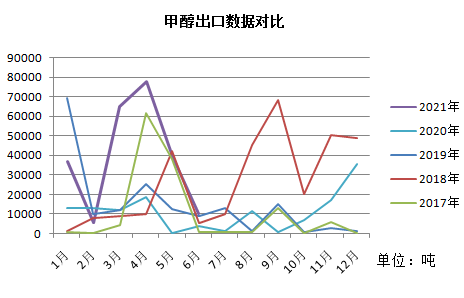 甲醇出口数据对比
90000
80000
70000
60000
50000
40000
30000
20000
10000
0
1月 2月 3月 4月 5月 6月 7月 8月 9月 10月 11月 12月
2021年
2020年
2019年
2018年
2017年
单位：吨